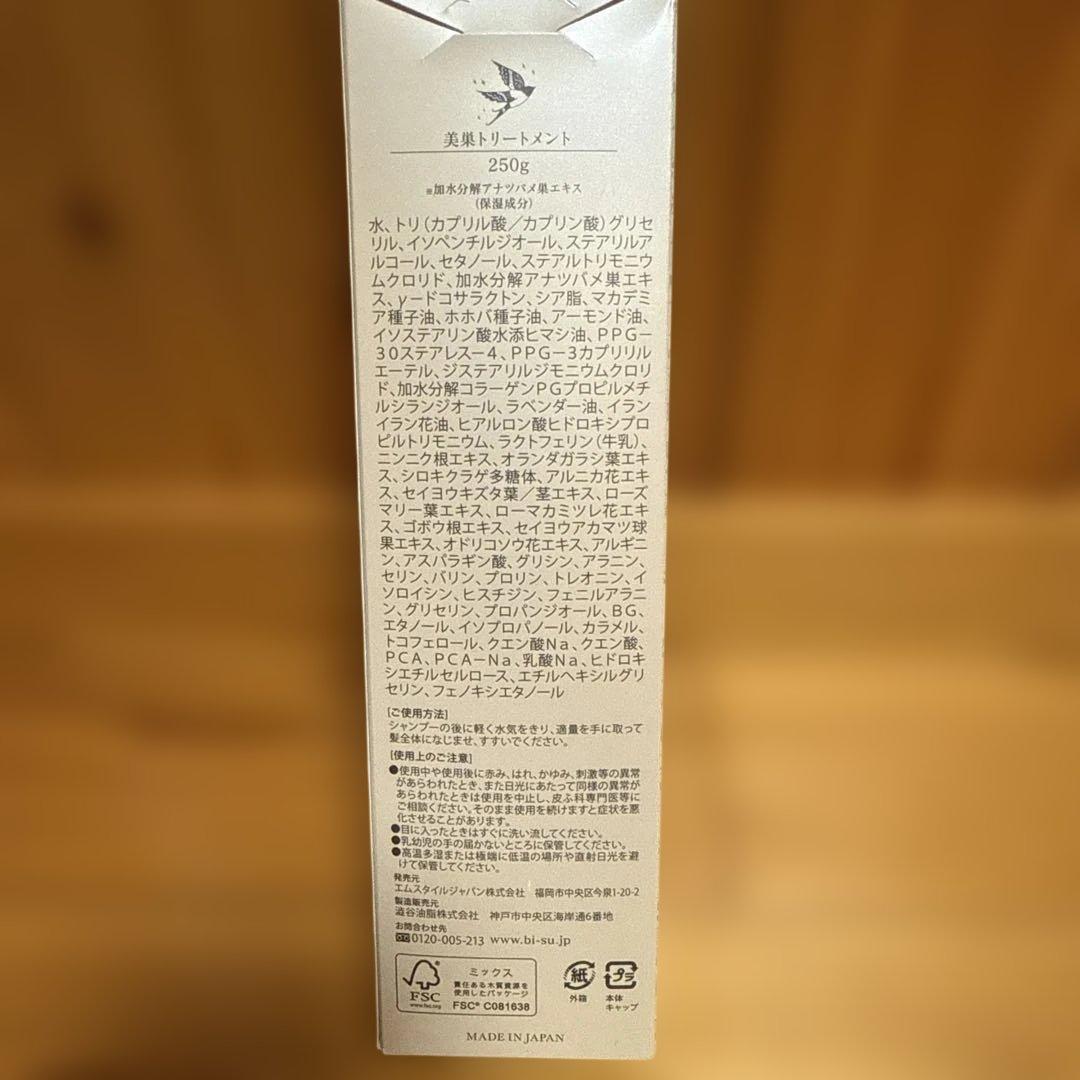 美巣トリートメント
250g
※加水分解アナツバメ巣エキス
(保湿成分)
水、トリ(カプリル酸／カプリン酸)グリセ
リル、イソペンチルジオール、ステアリルア
ルコール、セタノール、ステアルトリモニウ
ムクロリド、加水分解アナツバメ巣エキ
ス、γードコサラクトン、シア脂、マカデミ
ア種子油、ホホバ種子油、アーモンド油、
イソステアリン酸水添ヒマシ油、PPG－
30ステアレス－4、PPG－3カプリリル
エーテル、ジステアリルジモニウムクロリ
ド、加水分解コラーゲンPGプロピルメチ
ルシランジオール、ラベンダー油、イラン
イラン花油、ヒアルロン酸ヒドロキシプロ
ピルトリモニウム、ラクトフェリン(牛乳)、
ニンニク根エキス、オランダガラシ葉エキ
ス、シロキクラゲ多糖体、アルニカ花エキ
ス、セイヨウキズタ葉／茎エキス、ローズ
マリー葉エキス、ローマカミツレ花エキ
ス、ゴボウ根エキス、セイヨウアカマツ球
果エキス、オドリコソウ花エキス、アルギニ
ン、アスパラギン酸、グリシン、アラニン、
セリン、バリン、プロリン、トレオニン、イ
ソロイシン、ヒスチジン、フェニルアラニ
ン、グリセリン、プロパンジオール、BG、
エタノール、イソプロパノール、カラメル、
トコフェロール、クエン酸Na、クエン酸、
PCA、PCA－Na、乳酸Na、ヒドロキ
シエチルセルロース、エチルヘキシルグリ
セリン、フェノキシエタノール
[ご使用方法]
シャンプーの後に軽く水気をきり、適量を手に取って
髪全体になじませ、すすいでください。
[使用上のご注意]
●使用中や使用後に赤み、はれ、かゆみ、刺激等の異常
があらわれたとき、また日光にあたって同様の異常が
あらわれたときは使用を中止し、皮ふ科専門医等に
ご相談ください。そのまま使用を続けますと症状を悪
化させることがあります。
●目に入ったときはすぐに洗い流してください。
●乳幼児の手の届かないところに保管してください。
●高温多湿または極端に低温の場所や直射日光を避
けて保管してください。
発売元
エムスタイルジャパン株式会社 福岡市中央区今泉1-20-2
製造販売元
澁谷油脂株式会社 神戸市中央区海岸通6番地
お問合わせ先
0120-005-213 www.bi-su.jp
FSC
www.fsc.org
ミックス
責任ある木質資源を
使用したパッケージ
FSC® C081638
紙
外箱
プラ
本体
キャップ
MADE IN JAPAN